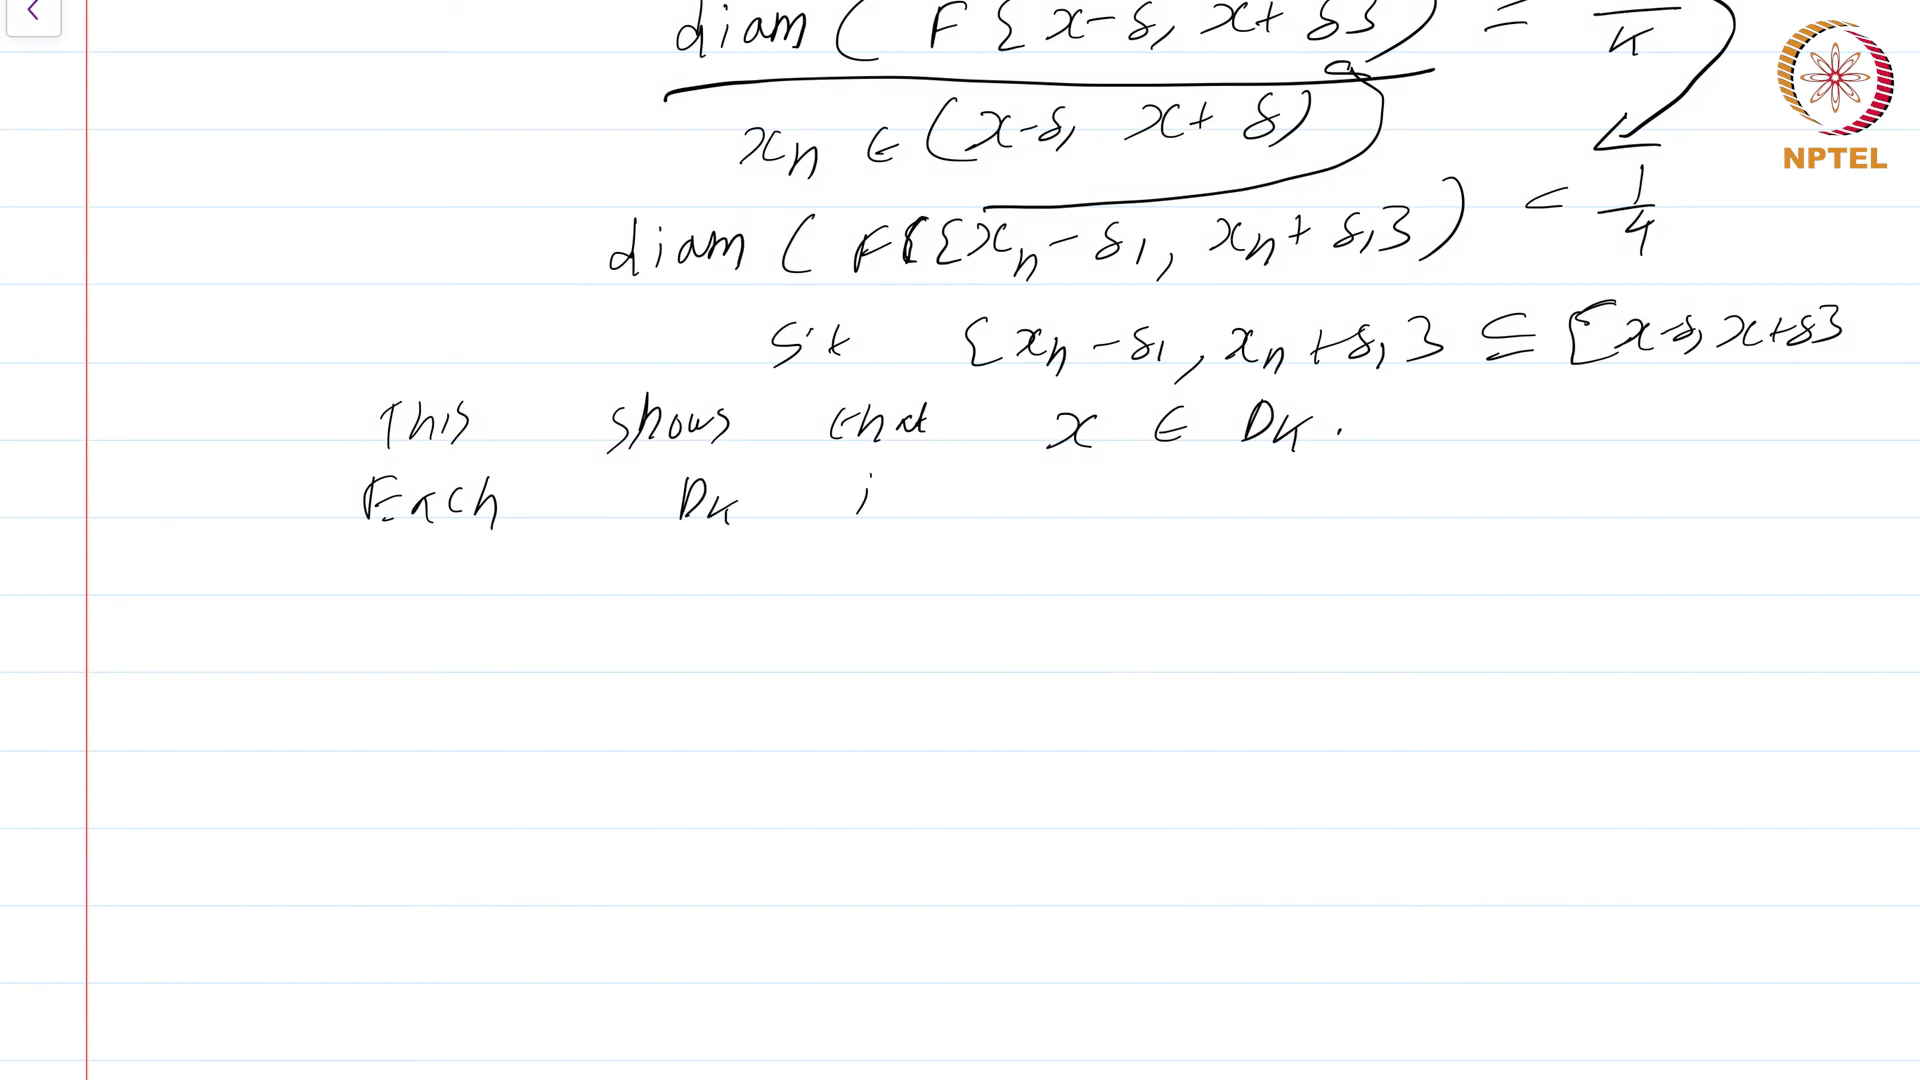 diam ( F { x-δ, x+ δ } ) = — K
xn ∈ (x-δ, x+ δ)
NPTEL
diam ( F({xn - δ1, xn + δ1}) < 1/4
s.t {xn - δ1, xn + δ1} ⊆ [x-δ, x+δ}
This shows that x ∈ DK.
Each DK i